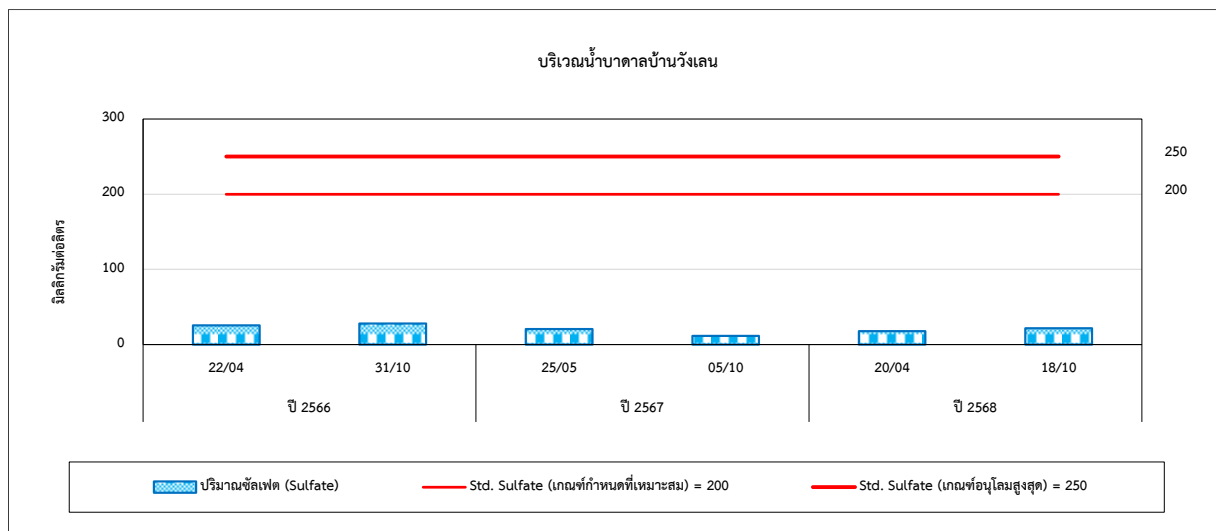 บริเวณน้ำบาดาลบ้านวังเลน
มิลลิกรัมต่อลิตร
300
200
100
0
250
200
22/04 31/10 25/05 05/10 20/04 18/10
ปี 2566 ปี 2567 ปี 2568
ปริมาณซัลเฟต (Sulfate) Std. Sulfate (เกณฑ์กำหนดที่เหมาะสม) = 200 Std. Sulfate (เกณฑ์อนุโลมสูงสุด) = 250